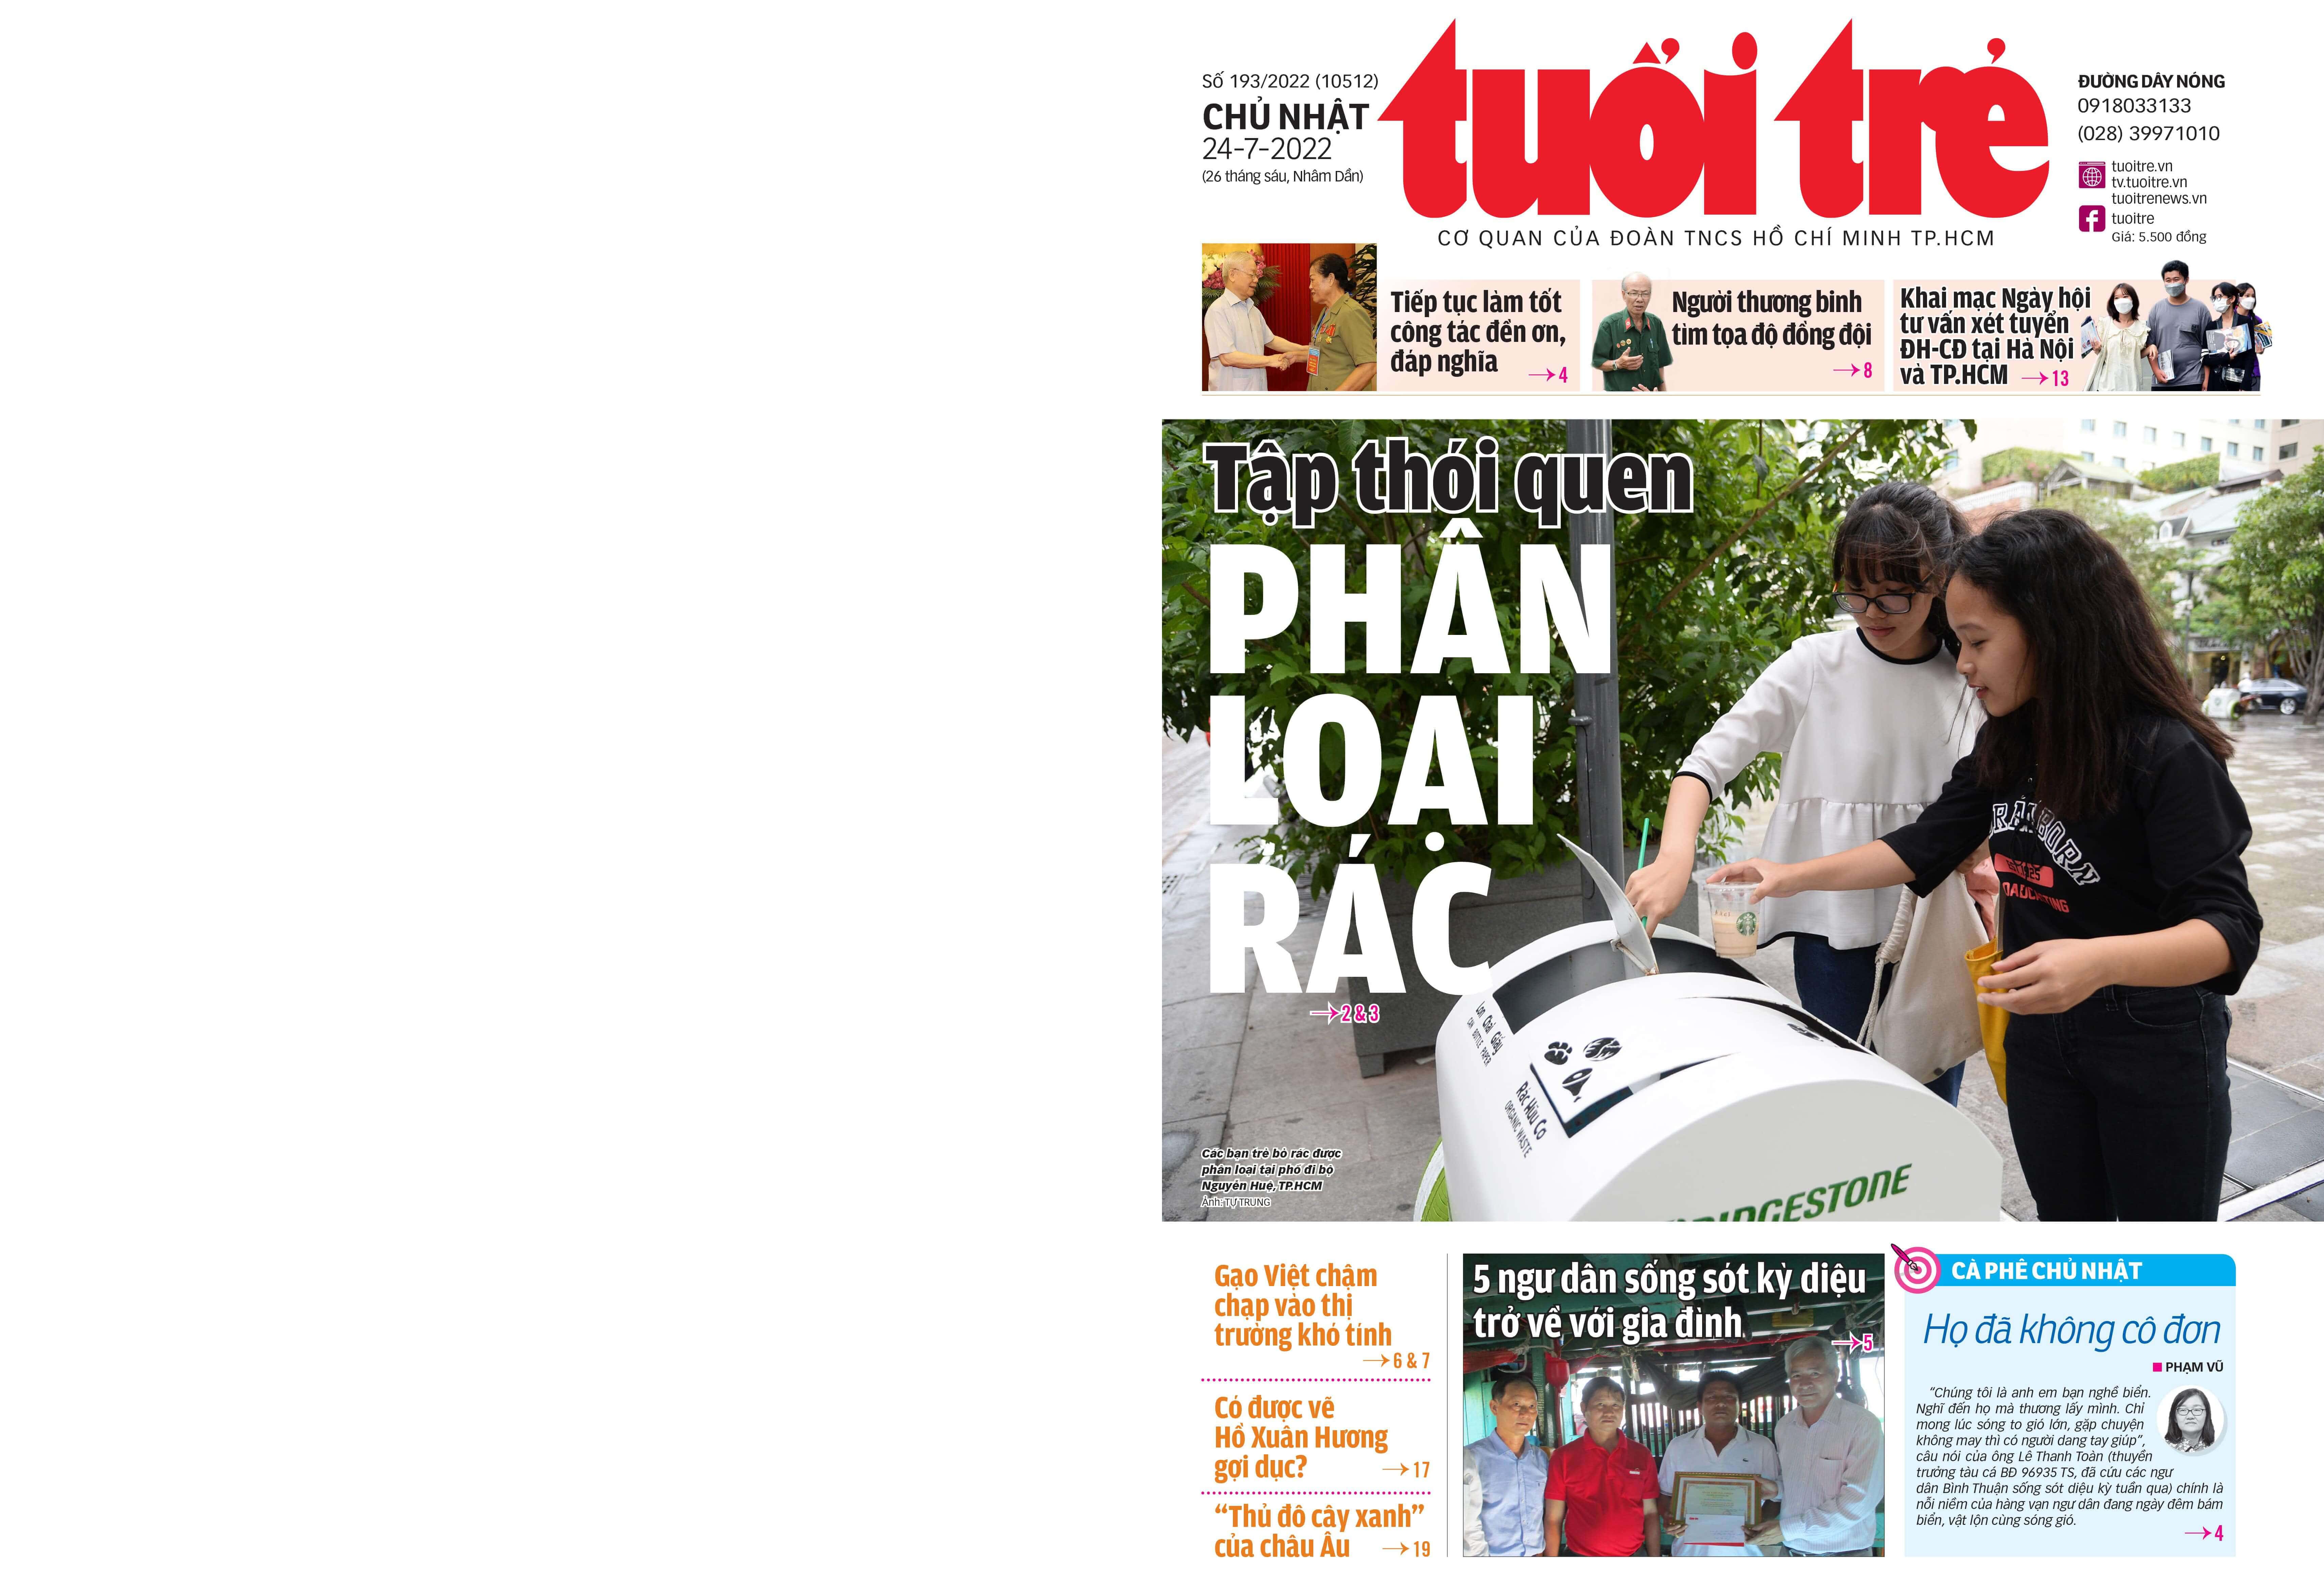 Số 193/2022 (10512)
CHỦ NHẬT
24-7-2022
(26 tháng sáu, Nhâm Dần)
tuổi trẻ
CƠ QUAN CỦA ĐOÀN TNCS HỒ CHÍ MINH TP.HCM
ĐƯỜNG DÂY NÓNG
0918033133
(028) 39971010
tuoitre.vn
tv.tuoitre.vn
tuoitrenews.vn
tuoitre
Giá: 5.500 đồng
Tiếp tục làm tốt
công tác đền ơn,
đáp nghĩa
4
Người thương binh
tìm tọa độ đồng đội
8
Khai mạc Ngày hội
tư vấn xét tuyển
ĐH-CĐ tại Hà Nội
và TP.HCM
13
Tập thói quen
PHÂN
LOẠI
RÁC
2 & 3
Rác Hữu Cơ
ORGANIC WASTE
BRIDGESTONE
Các bạn trẻ bỏ rác được
phân loại tại phố đi bộ
Nguyễn Huệ, TP.HCM
Ảnh: TỰ TRUNG
Gạo Việt chậm
chạp vào thị
trường khó tính
6 & 7
Có được vẽ
Hồ Xuân Hương
gợi dục?
17
“Thủ đô cây xanh”
của châu Âu
19
5 ngư dân sống sót kỳ diệu
trở về với gia đình
5
CÀ PHÊ CHỦ NHẬT
Họ đã không cô đơn
PHẠM VŨ
“Chúng tôi là anh em bạn nghề biển.
Nghĩ đến họ mà thương lấy mình. Chỉ
mong lúc sóng to gió lớn, gặp chuyện
không may thì có người dang tay giúp”,
câu nói của ông Lê Thanh Toàn (thuyền
trưởng tàu cá BĐ 96935 TS, đã cứu các ngư
dân Bình Thuận sống sót diệu kỳ tuần qua) chính là
nỗi niềm của hàng vạn ngư dân đang ngày đêm bám
biển, vật lộn cùng sóng gió.
4